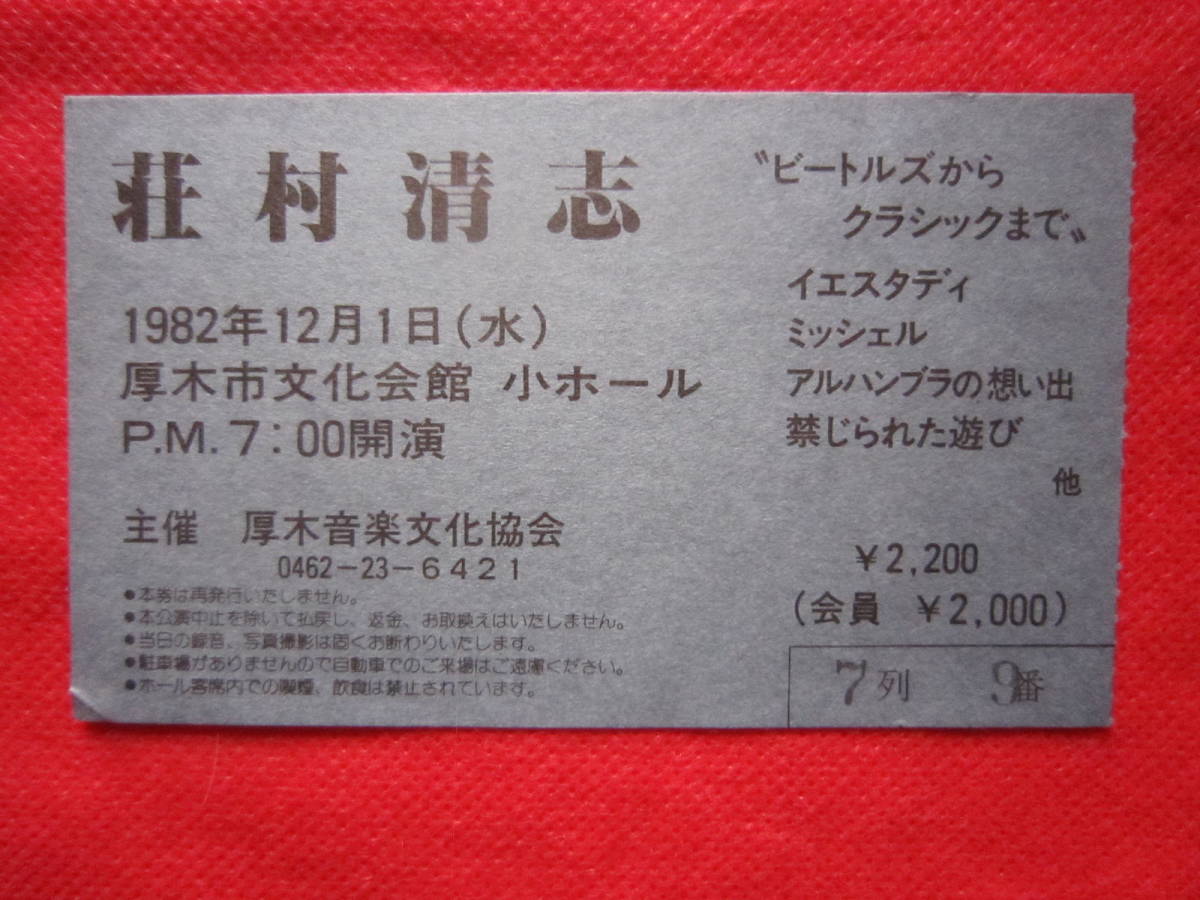 荘村清志
1982年12月1日(水)
厚木市文化会館 小ホール
P.M.7:00開演
主催 厚木音楽文化協会
0462-23-6421
●本券は再発行いたしません。
●本公演中止を除いて払戻し、返金、お取換えはいたしません。
●当日の録音、写真撮影は固くお断わりいたします。
●駐車場がありませんので自動車でのご来場はご遠慮ください。
●ホール客席内での喫煙、飲食は禁止されています。
〝ビートルズから
クラシックまで〟
イエスタディ
ミッシェル
アルハンブラの想い出
禁じられた遊び
他
¥2,200
(会員 ¥2,000)
7列 9番